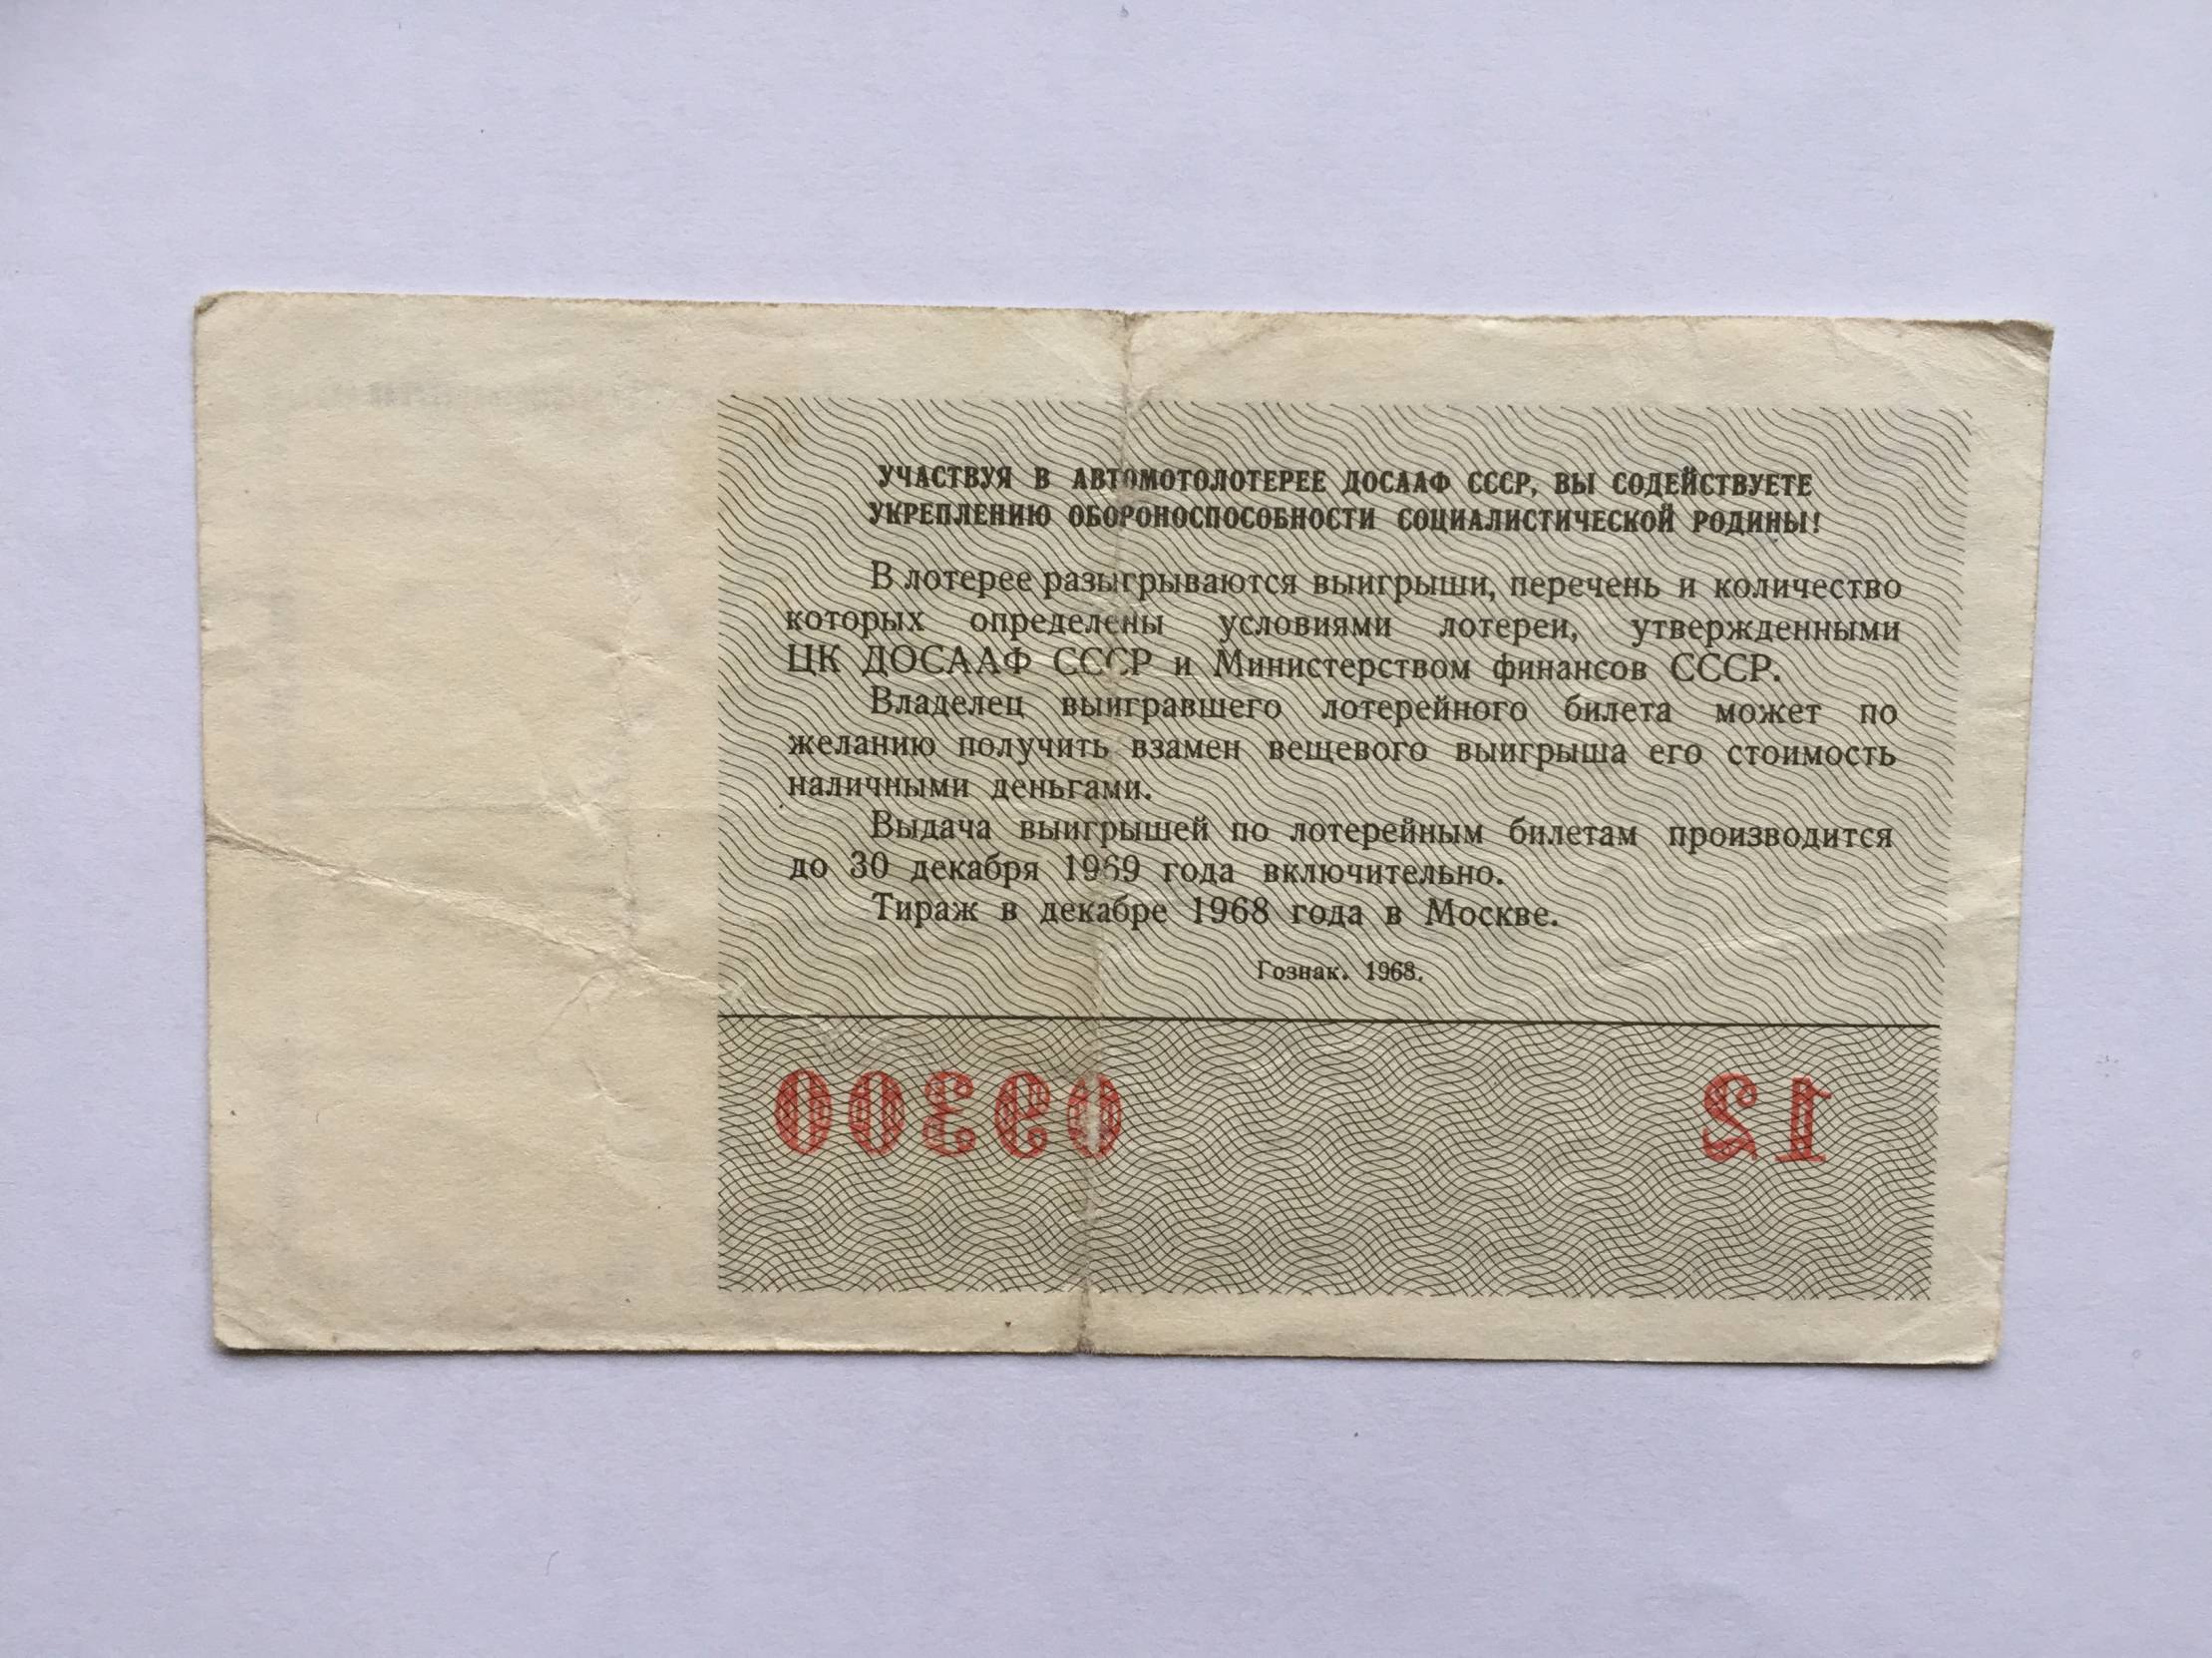 УЧАСТВУЯ В АВТОМОТОЛОТЕРЕЕ ДОСААФ СССР, ВЫ СОДЕЙСТВУЕТЕ
УКРЕПЛЕНИЮ ОБОРОНОСПОСОБНОСТИ СОЦИАЛИСТИЧЕСКОЙ РОДИНЫ!
В лотерее разыгрываются выигрыши, перечень и количество
которых определены условиями лотереи, утвержденными
ЦК ДОСААФ СССР и Министерством финансов СССР.
Владелец выигравшего лотерейного билета может по
желанию получить взамен вещевого выигрыша его стоимость
наличными деньгами.
Выдача выигрышей по лотерейным билетам производится
до 30 декабря 1969 года включительно.
Тираж в декабре 1968 года в Москве.
Гознак. 1968.
12 09300